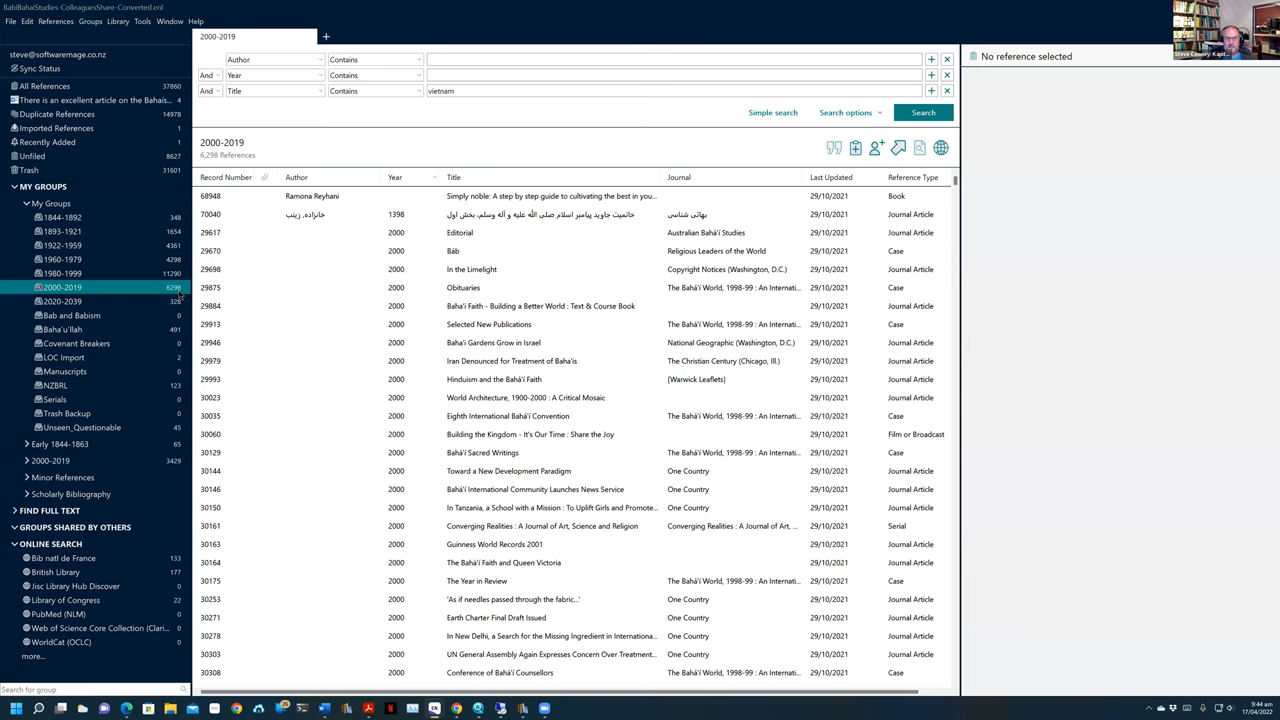 BabiBahaiStudies-ColleaguesShare-Converted.enl
File Edit References Groups Library Tools Window Help
steve@softwaremage.co.nz
Sync Status
All References 37860
There is an excellent article on the Bahaís... 4
Duplicate References 14978
Imported References 1
Recently Added 1
Unfiled 8627
Trash 31601
MY GROUPS
My Groups
1844-1892 348
1893-1921 1654
1922-1959 4361
1960-1979 4298
1980-1999 11290
2000-2019 6298
2020-2039 328
Bab and Babism 0
Baha'u'llah 491
Covenant Breakers 0
LOC Import 2
Manuscripts 0
NZBRL 123
Serials 0
Trash Backup 0
Unseen_Questionable 45
Early 1844-1863 65
2000-2019 3429
Minor References
Scholarly Bibliography
FIND FULL TEXT
GROUPS SHARED BY OTHERS
ONLINE SEARCH
Bib natl de France 133
British Library 177
Jisc Library Hub Discover 0
Library of Congress 22
PubMed (NLM) 0
Web of Science Core Collection (Clari... 0
WorldCat (OCLC) 0
more...
Search for group
2000-2019 +
Author Contains
And Year Contains
And Title Contains vietnam
Simple search Search options Search
2000-2019
6,298 References
Record Number Author Year Title Journal Last Updated Reference Type
68948 Ramona Reyhani Simply noble: A step by step guide to cultivating the best in you... 29/10/2021 Book
70040 خانزاده, زینب 1398 خاتمیت جاوید پیامبر اسلام صلی الله علیه و آله وسلم، بخش اول بهائی شناسی 29/10/2021 Journal Article
29617 2000 Editorial Australian Bahá'í Studies 29/10/2021 Journal Article
29670 2000 Báb Religious Leaders of the World 29/10/2021 Case
29698 2000 In the Limelight Copyright Notices (Washington, D.C.) 29/10/2021 Journal Article
29875 2000 Obituaries The Bahá'í World, 1998-99 : An Internati... 29/10/2021 Case
29884 2000 Baha'i Faith - Building a Better World : Text & Course Book 29/10/2021 Journal Article
29913 2000 Selected New Publications The Bahá'í World, 1998-99 : An Internati... 29/10/2021 Case
29946 2000 Baha'i Gardens Grow in Israel National Geographic (Washington, D.C.) 29/10/2021 Journal Article
29979 2000 Iran Denounced for Treatment of Baha'is The Christian Century (Chicago, Ill.) 29/10/2021 Journal Article
29993 2000 Hinduism and the Bahá'í Faith [Warwick Leaflets] 29/10/2021 Journal Article
30023 2000 World Architecture, 1900-2000 : A Critical Mosaic 29/10/2021 Journal Article
30035 2000 Eighth International Bahá'í Convention The Bahá'í World, 1998-99 : An Internati... 29/10/2021 Case
30060 2000 Building the Kingdom - It's Our Time : Share the Joy 29/10/2021 Film or Broadcast
30129 2000 Bahá'í Sacred Writings The Bahá'í World, 1998-99 : An Internati... 29/10/2021 Case
30144 2000 Toward a New Development Paradigm One Country 29/10/2021 Journal Article
30146 2000 Bahá'í International Community Launches News Service One Country 29/10/2021 Journal Article
30150 2000 In Tanzania, a School with a Mission : To Uplift Girls and Promote... One Country 29/10/2021 Journal Article
30161 2000 Converging Realities : A Journal of Art, Science and Religion Converging Realities : A Journal of Art, ... 29/10/2021 Serial
30163 2000 Guinness World Records 2001 29/10/2021 Journal Article
30164 2000 The Bahá'í Faith and Queen Victoria 29/10/2021 Journal Article
30175 2000 The Year in Review The Bahá'í World, 1998-99 : An Internati... 29/10/2021 Case
30253 2000 'As if needles passed through the fabric...' One Country 29/10/2021 Journal Article
30271 2000 Earth Charter Final Draft Issued One Country 29/10/2021 Journal Article
30278 2000 In New Delhi, a Search for the Missing Ingredient in Internationa... One Country 29/10/2021 Journal Article
30303 2000 UN General Assembly Again Expresses Concern Over Treatment... One Country 29/10/2021 Journal Article
30308 2000 Conference of Bahá'í Counsellors The Bahá'í World, 1998-99 : An Internati... 29/10/2021 Case
No reference selected
9:44 am
17/04/2022